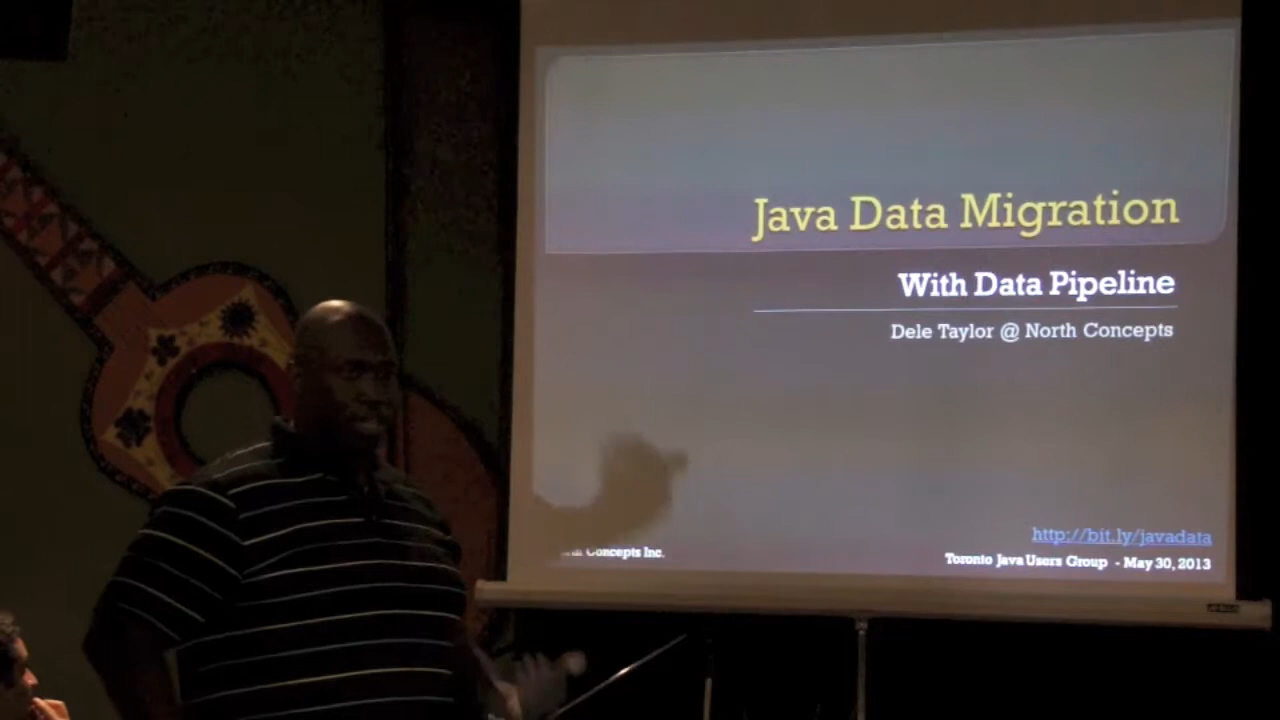 Java Data Migration
With Data Pipeline
Dele Taylor @ North Concepts
http://bit.ly/javadata
Concepts Inc.
Toronto Java Users Group - May 30, 2013